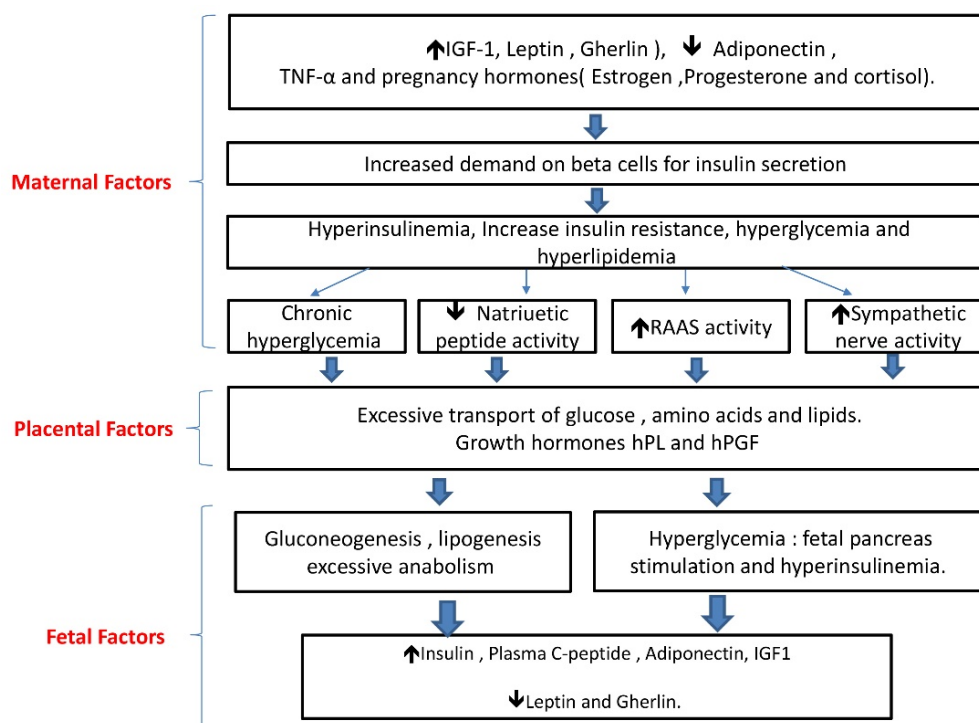 ↑IGF-1, Leptin , Gherlin ), ↓ Adiponectin ,
TNF-α and pregnancy hormones( Estrogen ,Progesterone and cortisol).
Maternal Factors
Increased demand on beta cells for insulin secretion
Hyperinsulinemia, Increase insulin resistance, hyperglycemia and
hyperlipidemia
Chronic
hyperglycemia
↓ Natriuetic
peptide activity
↑RAAS activity
↑Sympathetic
nerve activity
Placental Factors
Excessive transport of glucose , amino acids and lipids.
Growth hormones hPL and hPGF
Gluconeogenesis , lipogenesis
excessive anabolism
Hyperglycemia : fetal pancreas
stimulation and hyperinsulinemia.
Fetal Factors
↑Insulin , Plasma C-peptide , Adiponectin, IGF1
↓Leptin and Gherlin.